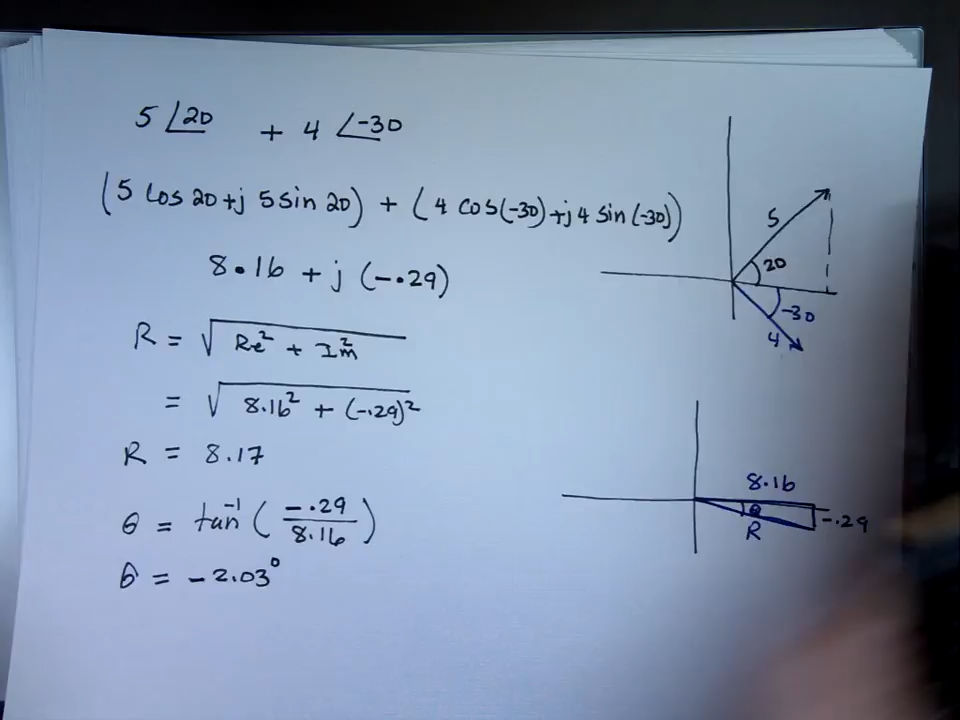 5 ∠20 + 4 ∠-30
(5 cos 20 + j 5 sin 20) + (4 cos(-30) + j 4 sin(-30))
8.16 + j (-.29)
R = √(Re² + Im²)
= √(8.16² + (-.29)²)
R = 8.17
θ = tan⁻¹ (-.29 / 8.16)
θ = -2.03°
5
20
-30
4
8.16
θ
-.29
R